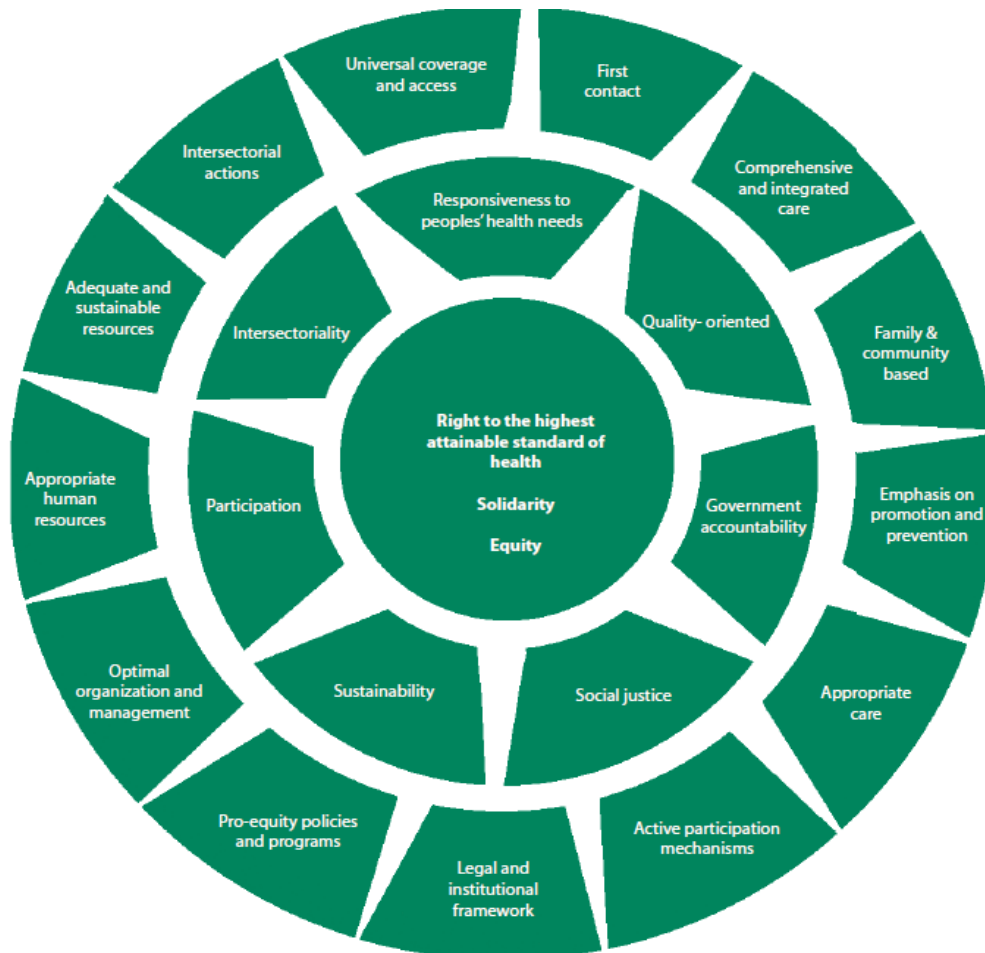 Universal coverage
and access
First
contact
Comprehensive
and integrated
care
Family &
community
based
Emphasis on
promotion and
prevention
Appropriate
care
Active participation
mechanisms
Legal and
institutional
framework
Pro-equity policies
and programs
Optimal
organization and
management
Appropriate
human
resources
Adequate and
sustainable
resources
Intersectorial
actions
Responsiveness to
peoples’ health needs
Quality- oriented
Government
accountability
Social justice
Sustainability
Participation
Intersectoriality
Right to the highest
attainable standard of
health
Solidarity
Equity